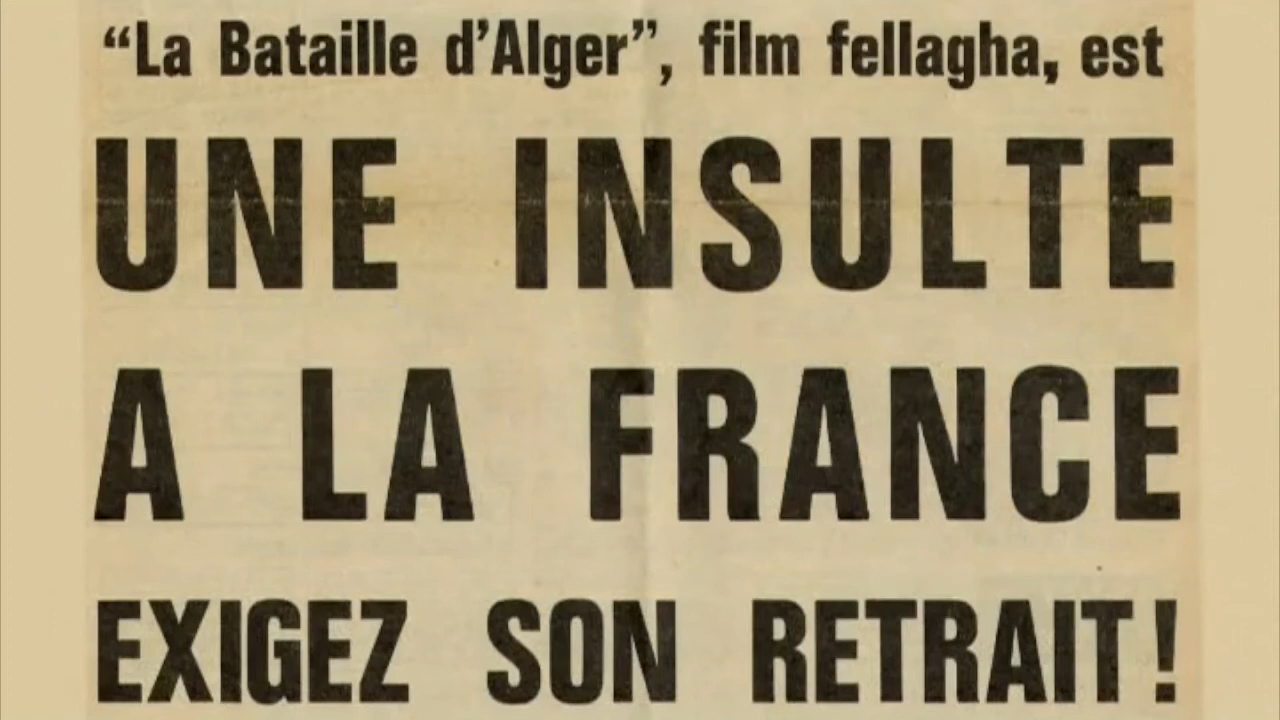 “La Bataille d’Alger”, film fellagha, est
UNE INSULTE
A LA FRANCE
EXIGEZ SON RETRAIT!